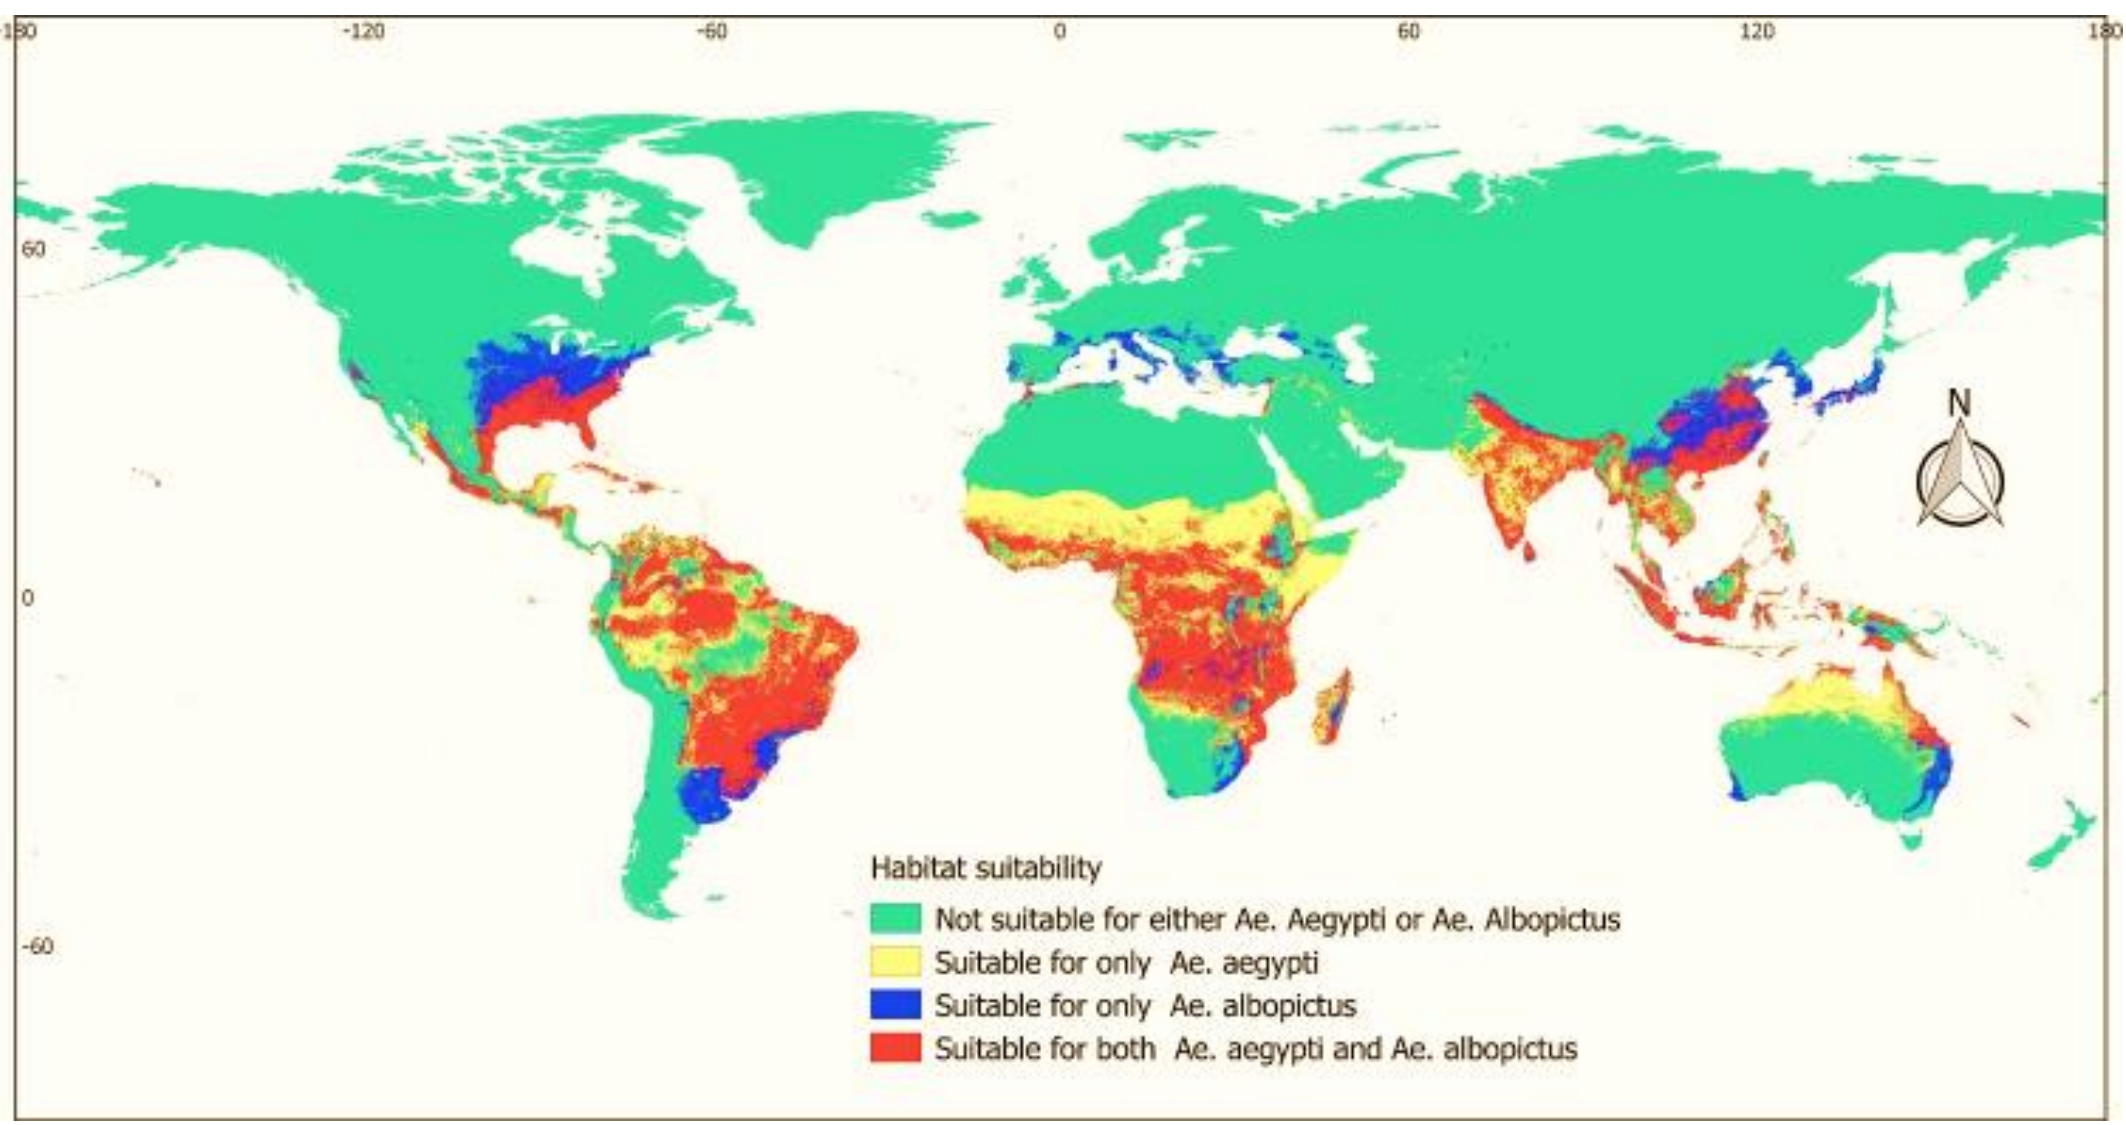 -180 -120 -60 0 60 120 180
60
N
0
Habitat suitability
Not suitable for either Ae. Aegypti or Ae. Albopictus
-60
Suitable for only Ae. aegypti
Suitable for only Ae. albopictus
Suitable for both Ae. aegypti and Ae. albopictus